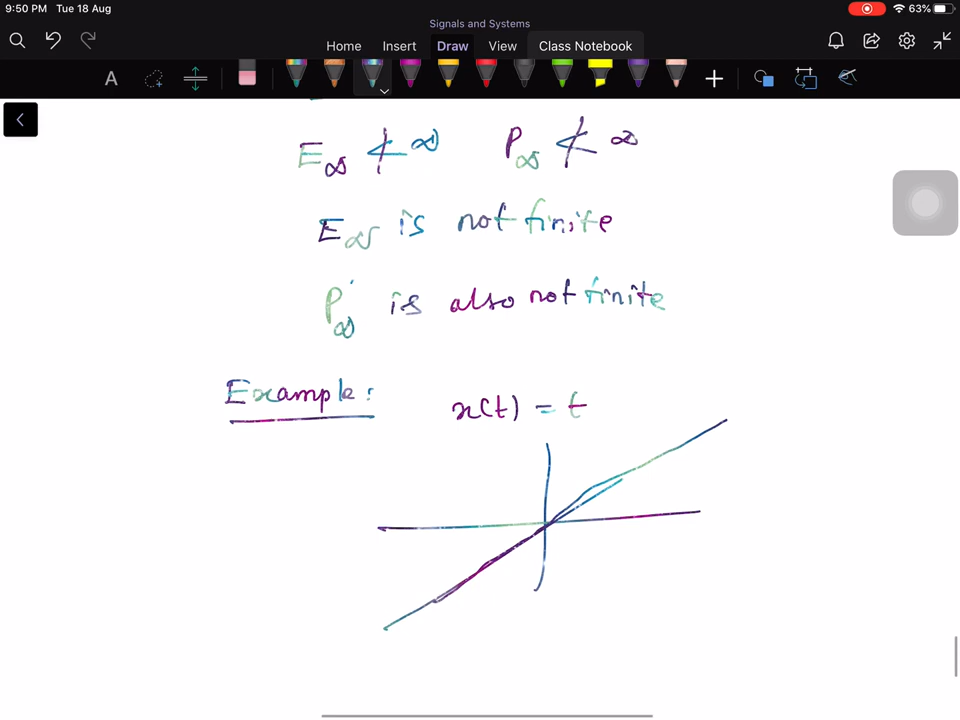 9:50 PM Tue 18 Aug
63%
Signals and Systems
Home Insert Draw View Class Notebook
A
E∞ ≮ ∞ P∞ ≮ ∞
E∞ is not finite
P∞ is also not finite
Example:
x(t) = t